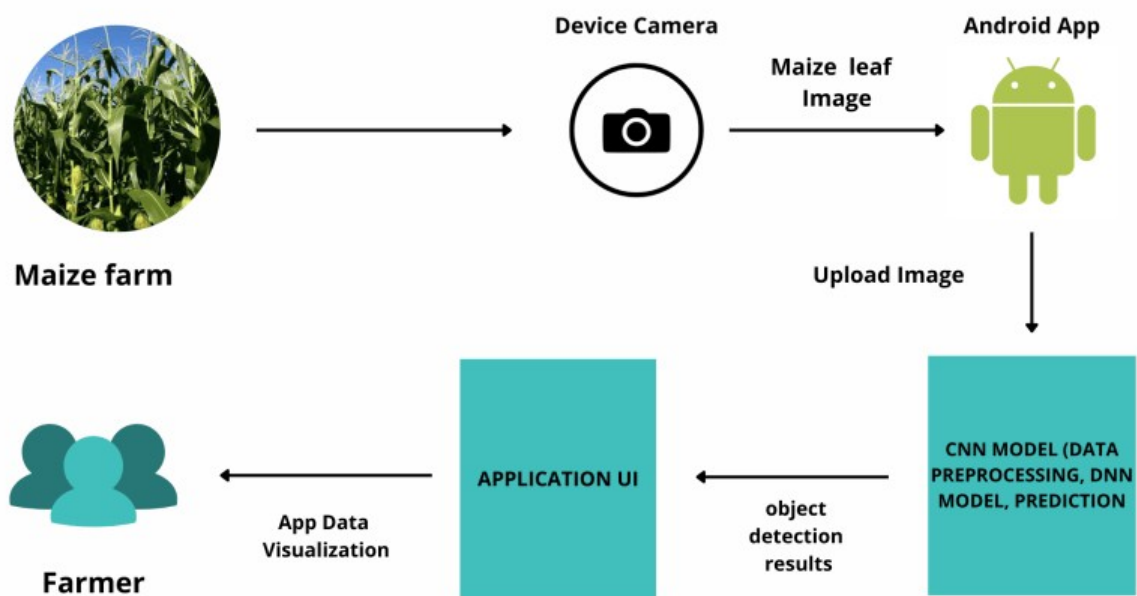 Device Camera
Android App
Maize leaf
Image
Maize farm
Upload Image
CNN MODEL (DATA
PREPROCESSING, DNN
MODEL, PREDICTION
APPLICATION UI
object
detection
results
App Data
Visualization
Farmer